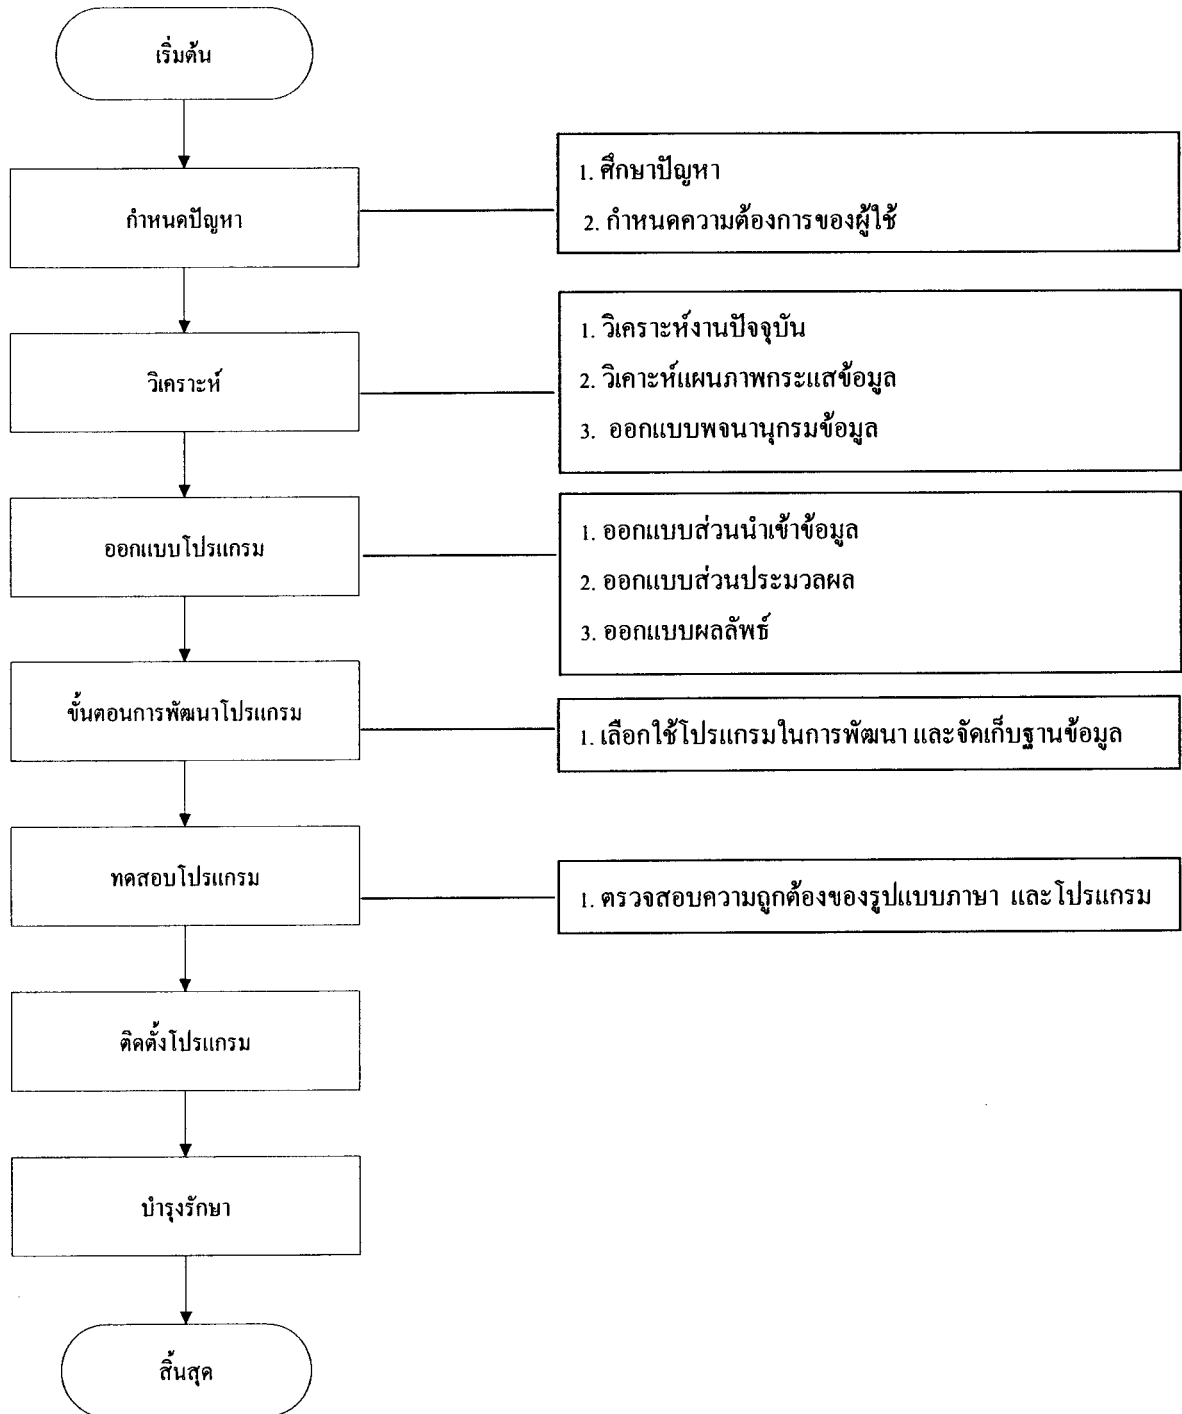 เริ่มต้น
กำหนดปัญหา
1. ศึกษาปัญหา
2. กำหนดความต้องการของผู้ใช้
วิเคราะห์
1. วิเคราะห์งานปัจจุบัน
2. วิเคาะห์แผนภาพกระแสข้อมูล
3. ออกแบบพจนานุกรมข้อมูล
ออกแบบโปรแกรม
1. ออกแบบส่วนนำเข้าข้อมูล
2. ออกแบบส่วนประมวลผล
3. ออกแบบผลลัพธ์
ขั้นตอนการพัฒนาโปรแกรม
1. เลือกใช้โปรแกรมในการพัฒนา และจัดเก็บฐานข้อมูล
ทดสอบโปรแกรม
1. ตรวจสอบความถูกต้องของรูปแบบภาษา และโปรแกรม
ติดตั้งโปรแกรม
บำรุงรักษา
สิ้นสุด